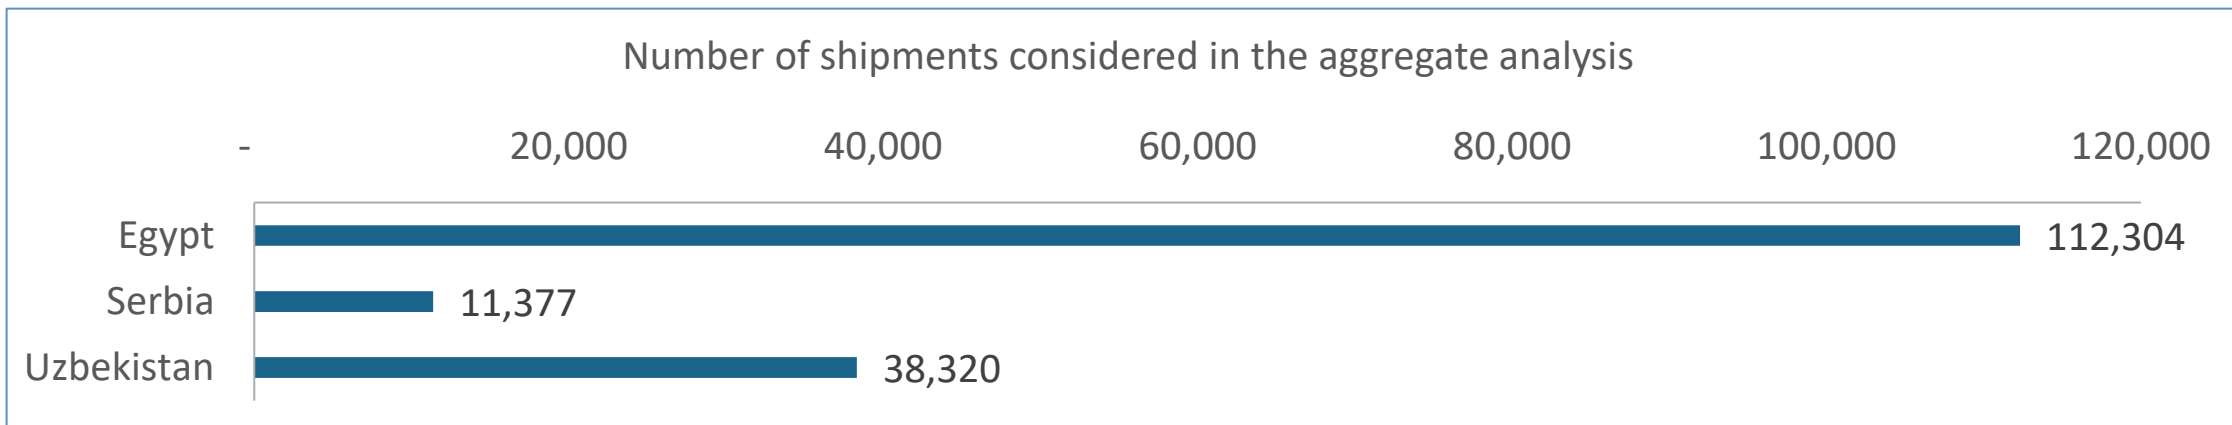 Number of shipments considered in the aggregate analysis
- 20,000 40,000 60,000 80,000 100,000 120,000
Egypt 112,304
Serbia 11,377
Uzbekistan 38,320